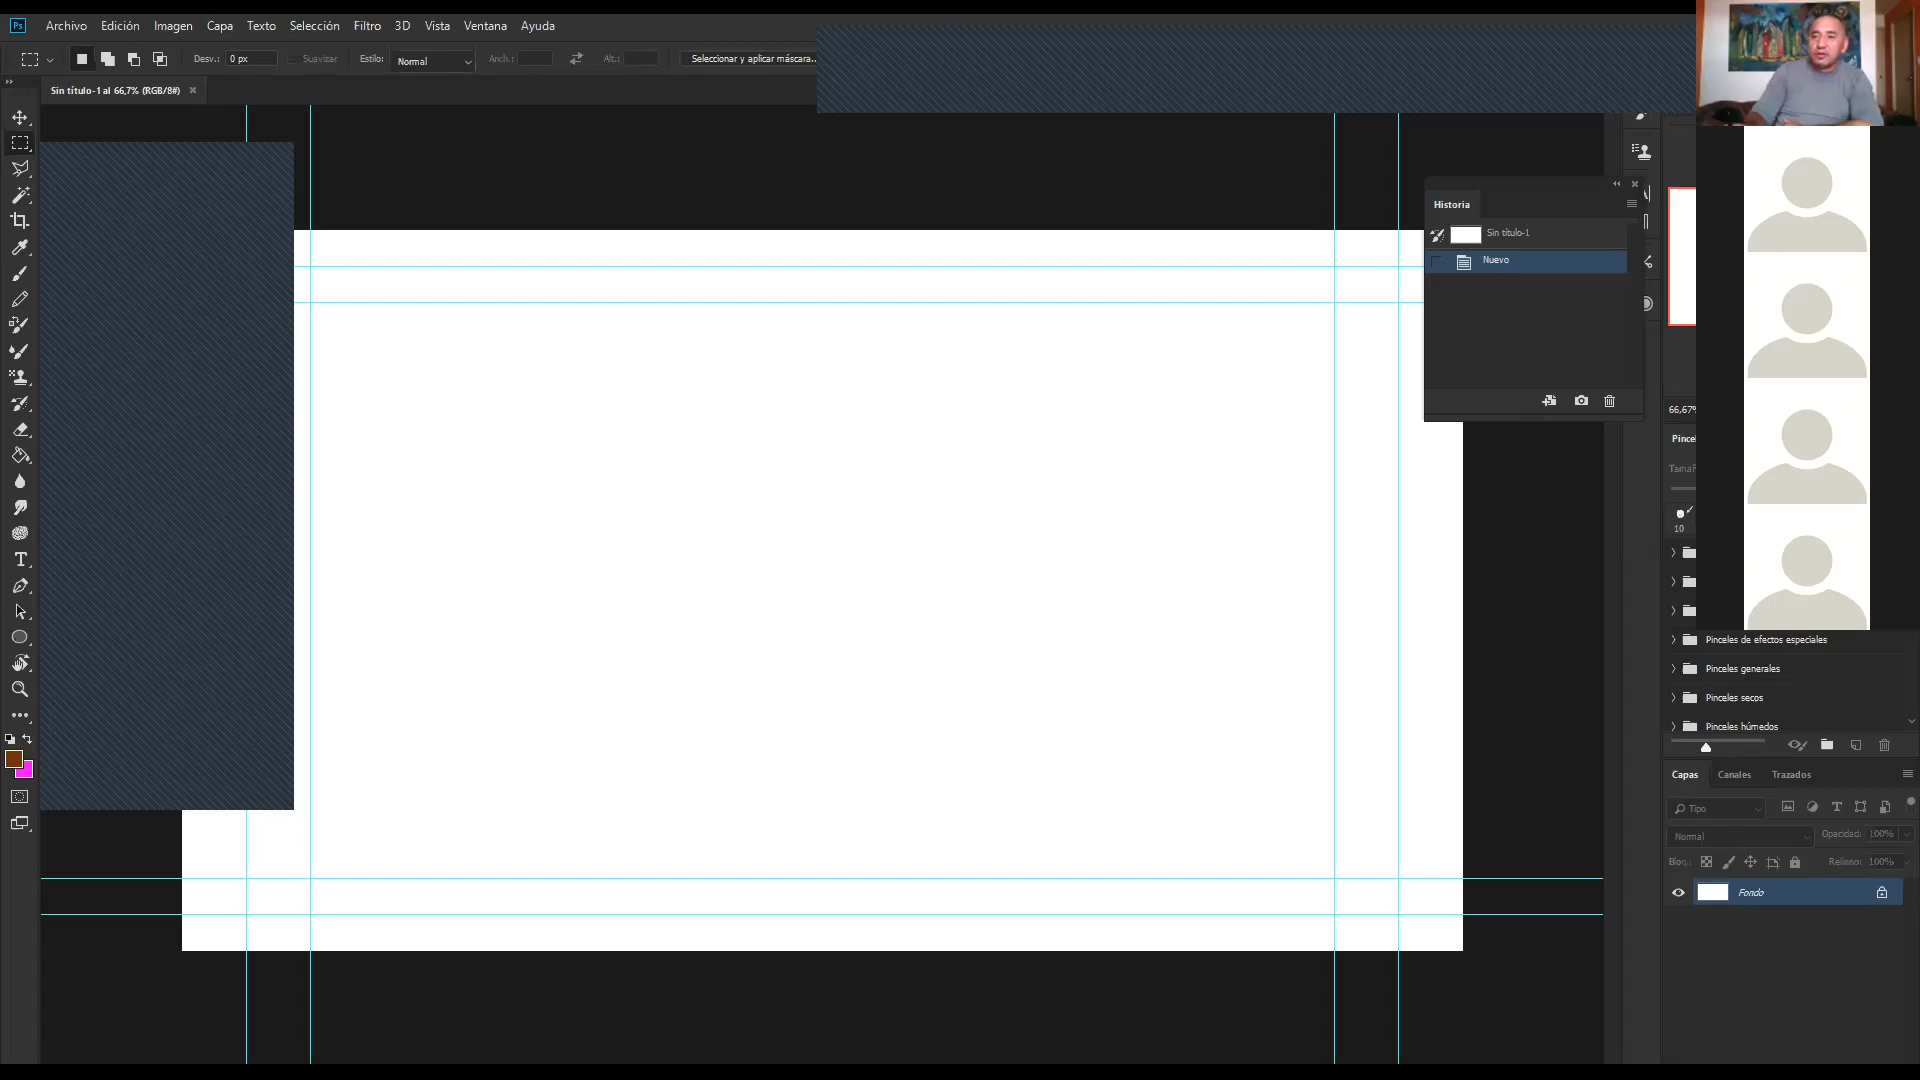 Ps Archivo Edición Imagen Capa Texto Selección Filtro 3D Vista Ventana Ayuda
Desv.: 0 px Suavizar Estilo: Normal Anch.: Alt.: Seleccionar y aplicar máscara...
Sin título-1 al 66,7% (RGB/8#)
Historia
Sin título-1
Nuevo
66,67%
10
Pinceles de efectos especiales
Pinceles generales
Pinceles secos
Pinceles húmedos
Capas Canales Trazados
Tipo
Normal Opacidad: 100%
Bloq.: Relleno: 100%
Fondo